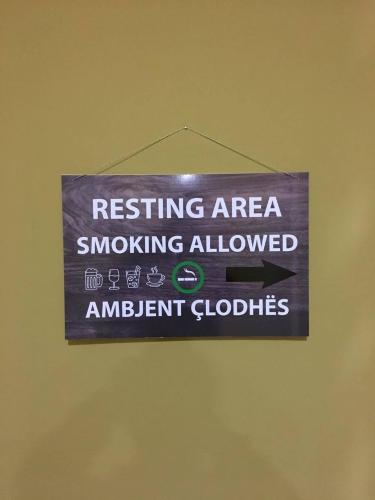 RESTING AREA
SMOKING ALLOWED
AMBJENT ÇLODHËS